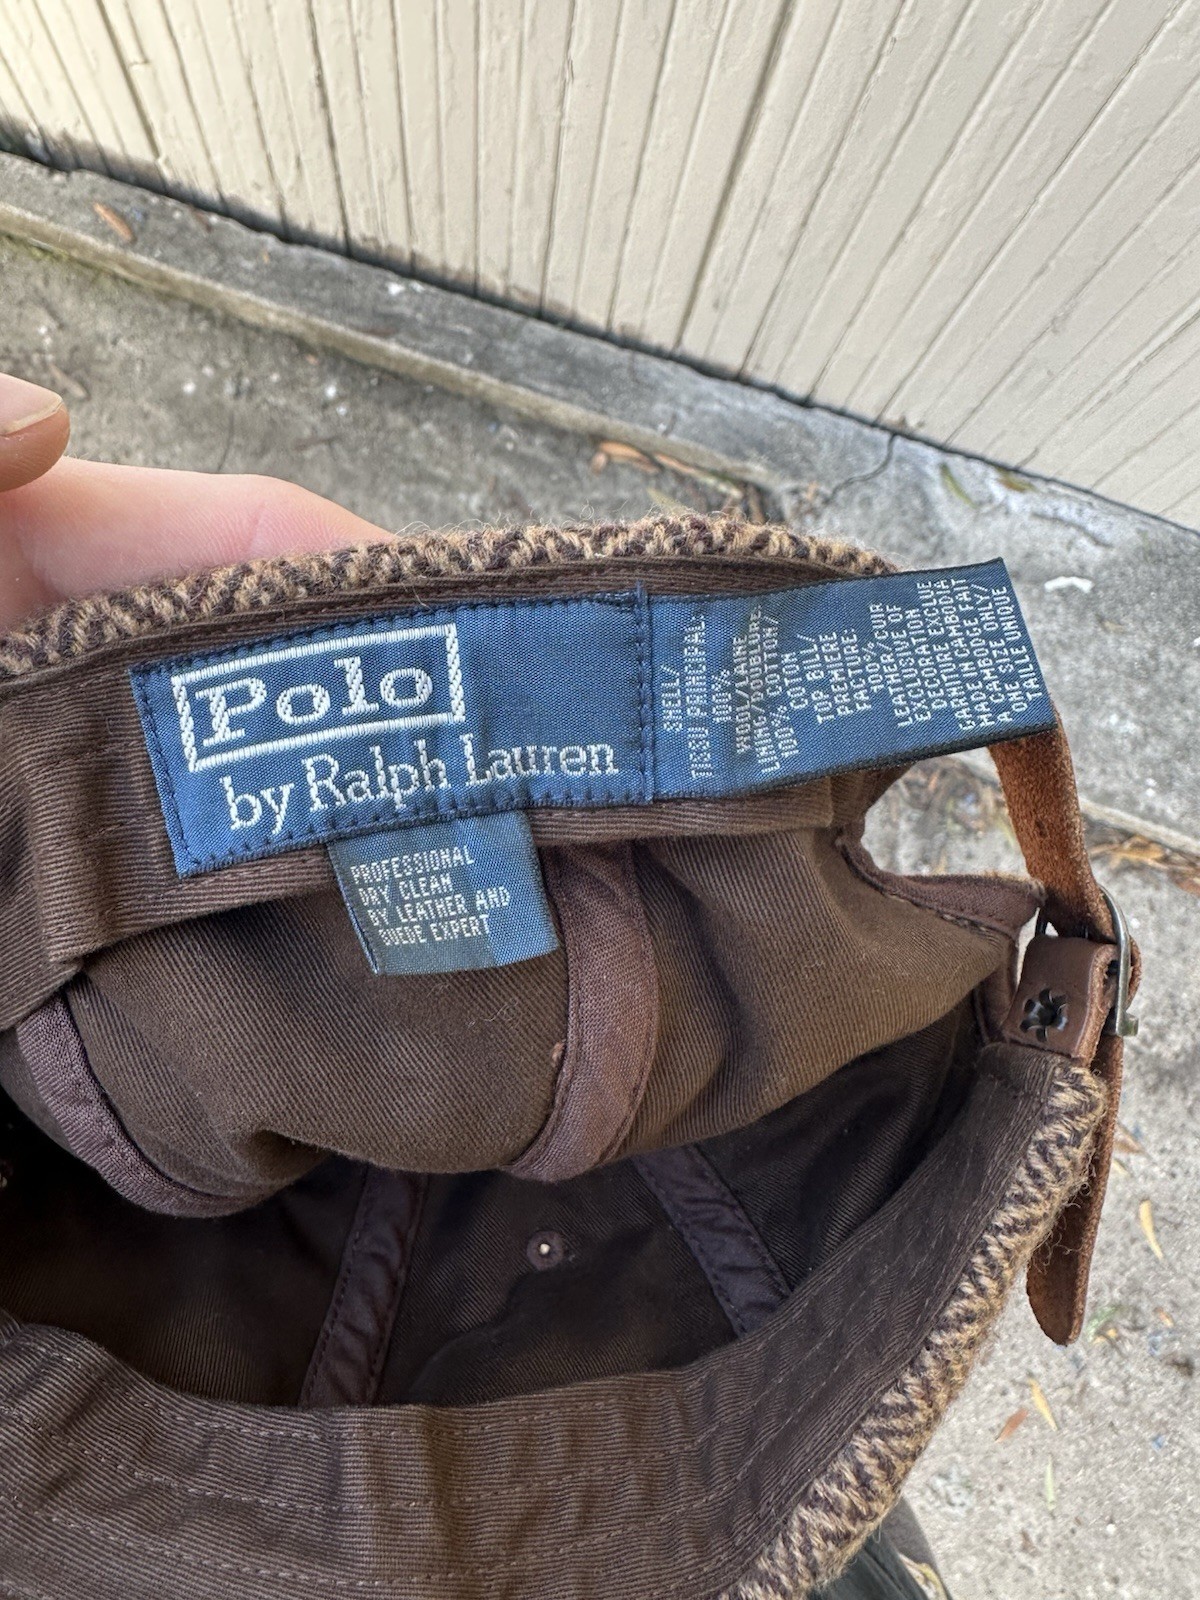 Polo
by Ralph Lauren
SHELL/
TISSU PRINCIPAL:
100%
WOOL/LAINE
LINING/DOUBLURE:
100% COTTON/
COTON
TOP BILL/
PREMIERE
FACTURE:
100%
LEATHER/CUIR
EXCLUSIVE OF
DECORATION
GARNITURE EXCLUE
MADE IN CAMBODIA
FAIT
CAMBODGE
A CAP SIZE ONLY/
ONE
TAILLE UNIQUE
PROFESSIONAL
DRY CLEAN
BY LEATHER AND
SUEDE EXPERT